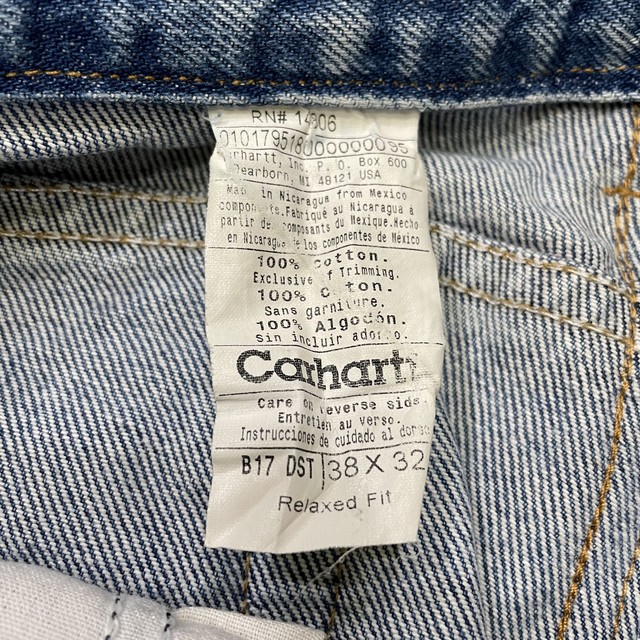 RN# 14806
010179518U00000095
Carhartt, Inc. P. O. Box 600
Dearborn, MI 48121 USA
Made in Nicaragua from Mexico
components.Fabriqué au Nicaragua à
partir de composants du Mexique.Hecho
en Nicaragua de los componentes de México
100% Cotton.
Exclusive of Trimming.
100% Coton.
Sans garniture.
100% Algodón.
sin incluir adorno.
Carhartt
Care on reverse side.
Entretien au verso.
Instrucciones de cuidado al dorso
B17 DST 38 X 32
Relaxed Fit